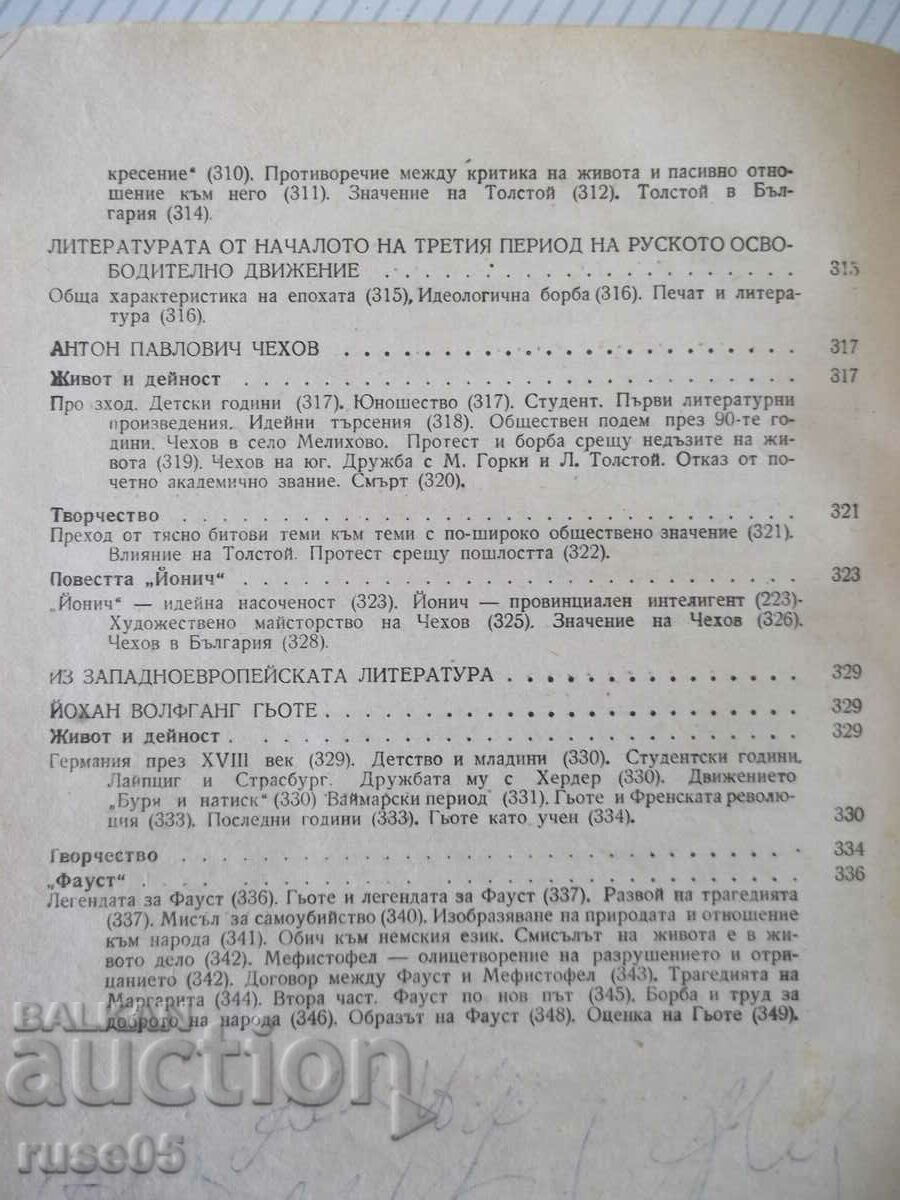 кресение“ (310). Противоречие между критика на живота и пасивно отно-
шение към него (311). Значение на Толстой (312). Толстой в Бъл-
гария (314).
ЛИТЕРАТУРАТА ОТ НАЧАЛОТО НА ТРЕТИЯ ПЕРИОД НА РУСКОТО ОСВО-
БОДИТЕЛНО ДВИЖЕНИЕ . . . . . . . . . . . . . . . . 315
Обща характеристика на епохата (315), Идеологична борба (316). Печат и литера-
тура (316).
АНТОН ПАВЛОВИЧ ЧЕХОВ . . . . . . . . . . . . . . . . . . 317
Живот и дейност . . . . . . . . . . . . . . . . . . . . . 317
Про зход. Детски години (317). Юношество (317). Студент. Първи литературни
произведения. Идейни търсения (318). Обществен подем през 90-те го-
дини. Чехов в село Мелихово. Протест и борба срещу недъзите на жи-
вота (319). Чехов на юг. Дружба с М. Горки и Л. Толстой. Отказ от по-
четно академично звание. Смърт (320).
Творчество . . . . . . . . . . . . . . . . . . . . . . . 321
Преход от тясно битови теми към теми с по-широко обществено значение (321).
Влияние на Толстой. Протест срещу пошлостта (322).
Повестта „Йонич“ . . . . . . . . . . . . . . . . . . . . . 323
„Йонич“ — идейна насоченост (323). Йонич — провинциален интелигент (223)-
Художествено майсторство на Чехов (325). Значение на Чехов (326).
Чехов в България (328).
ИЗ ЗАПАДНОЕВРОПЕЙСКАТА ЛИТЕРАТУРА . . . . . . . . . . . . 329
ЙОХАН ВОЛФГАНГ ГЬОТЕ . . . . . . . . . . . . . . . . . . . 329
Живот и дейност . . . . . . . . . . . . . . . . . . . . . . 329
Германия през XVIII век (329). Детство и младини (330). Студентски години.
Лайпциг и Страсбург. Дружбата му с Хердер (330). Движението
„Буря и натиск“ (330) Ваймарски период (331). Гьоте и Френската револю-
ция (333). Последни години (333). Гьоте като учен (334). 330
Творчество . . . . . . . . . . . . . . . . . . . . . . . 334
„Фауст“ . . . . . . . . . . . . . . . . . . . . . . . . . 336
Легендата за Фауст (336). Гьоте и легендата за Фауст (337). Развой на трагедията
(337). Мисъл за самоубийство (340). Изобразяване на природата и отношение
към народа (341). Обич към немския език. Смисълът на живота е в жи-
вото дело (342). Мефистофел — олицетворение на разрушението и отри-
цанието (342). Договор между Фауст и Мефистофел (343). Трагедията на
Маргарита (344). Втора част. Фауст по нов път (345). Борба и труд за
доброто на народа (346). Образът на Фауст (348). Оценка на Гьоте (349).
BALKAN
auction
ruse05